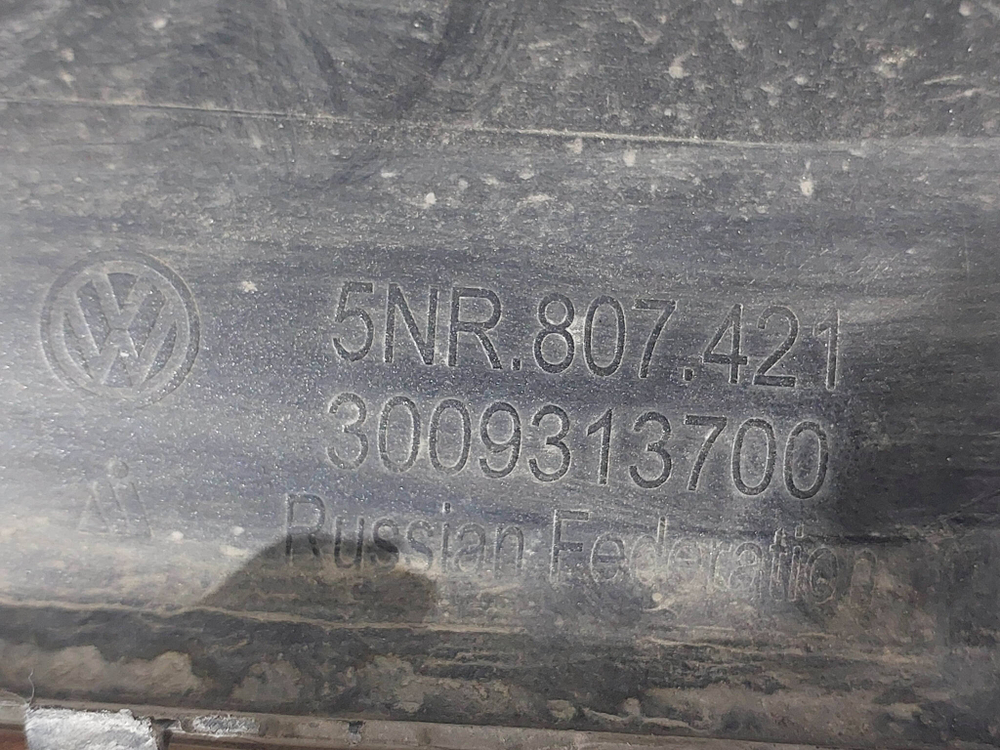 5NR.807.421
3009313700
Russian Federation